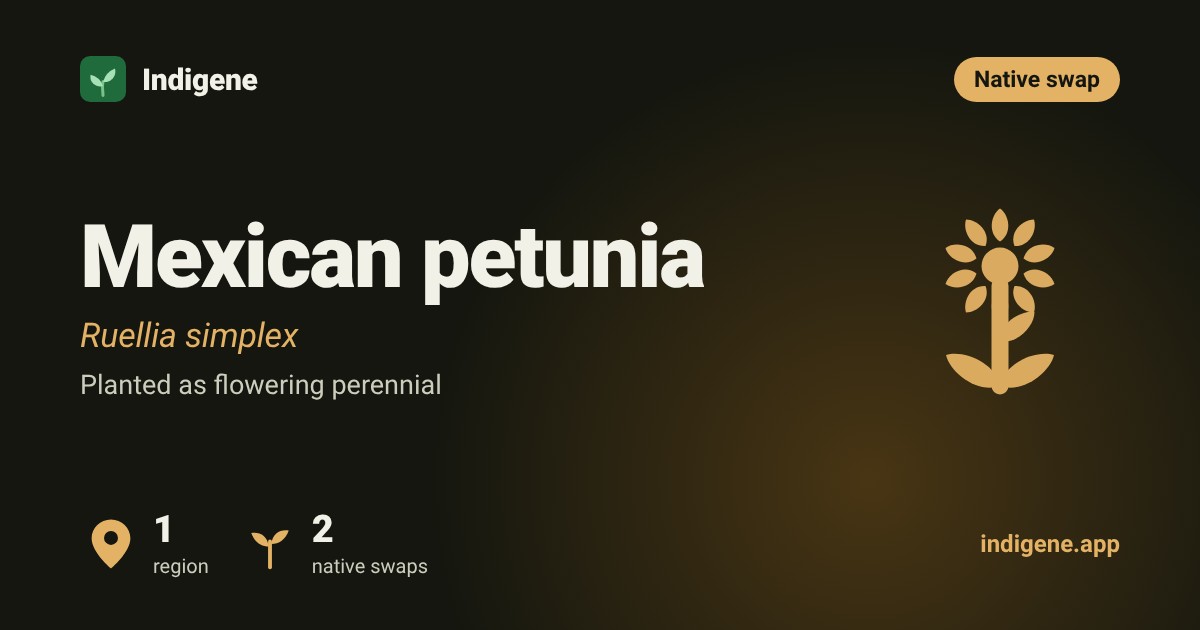 Indigene
Native swap
Mexican petunia
Ruellia simplex
Planted as flowering perennial
1
region
2
native swaps
indigene.app